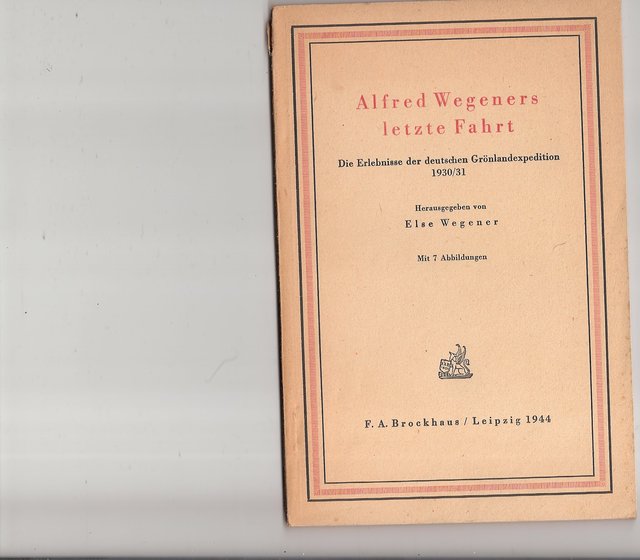 Alfred Wegeners
letzte Fahrt
Die Erlebnisse der deutschen Grönlandexpedition
1930/31
Herausgegeben von
Else Wegener
Mit 7 Abbildungen
F. A. Brockhaus / Leipzig 1944